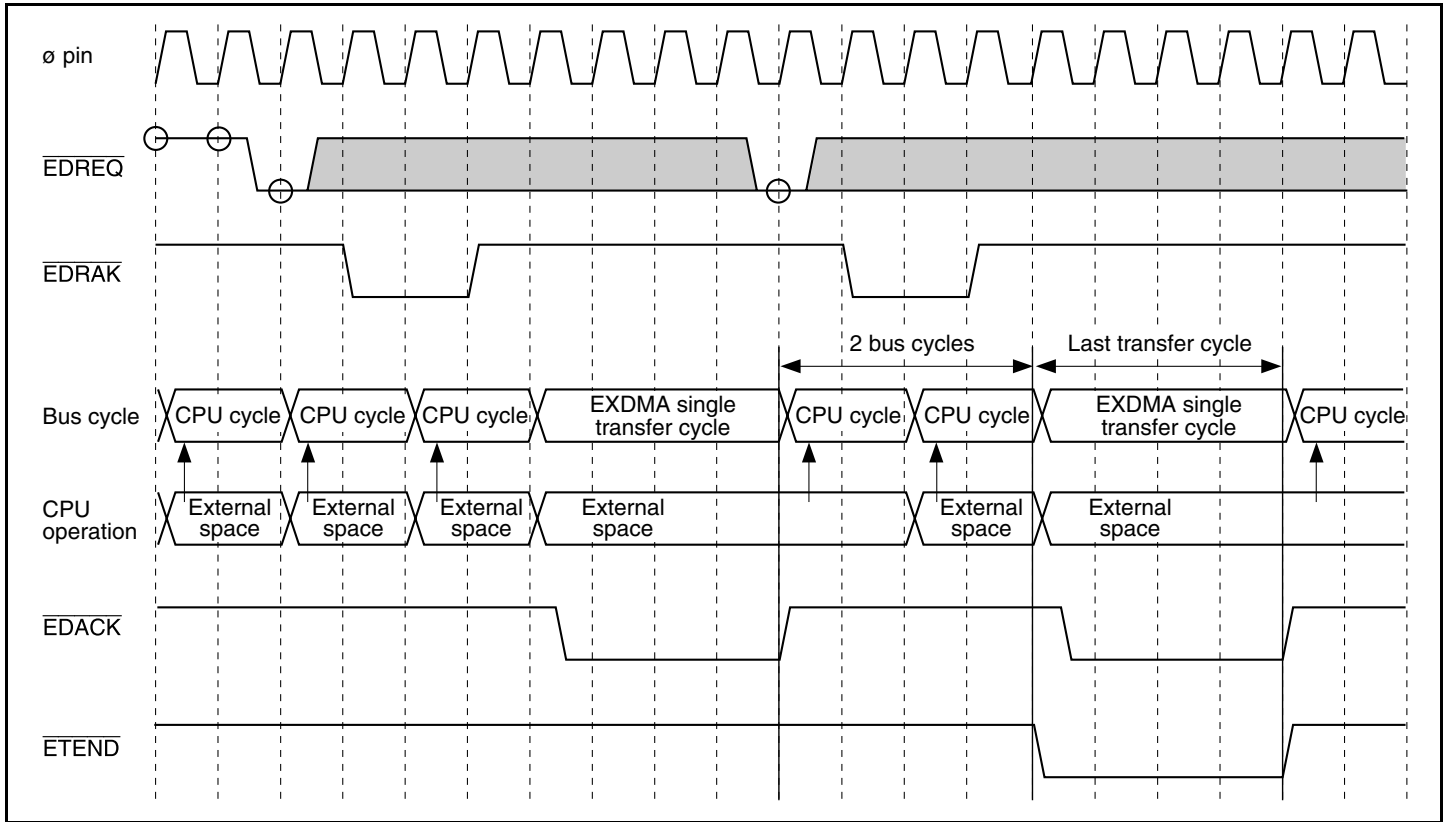 ø pin
EDREQ
EDRAK
2 bus cycles
Last transfer cycle
Bus cycle
CPU cycle
CPU cycle
CPU cycle
EXDMA single
transfer cycle
CPU cycle
CPU cycle
EXDMA single
transfer cycle
CPU cycle
CPU
operation
External
space
External
space
External
space
External
space
External
space
External
space
EDACK
ETEND